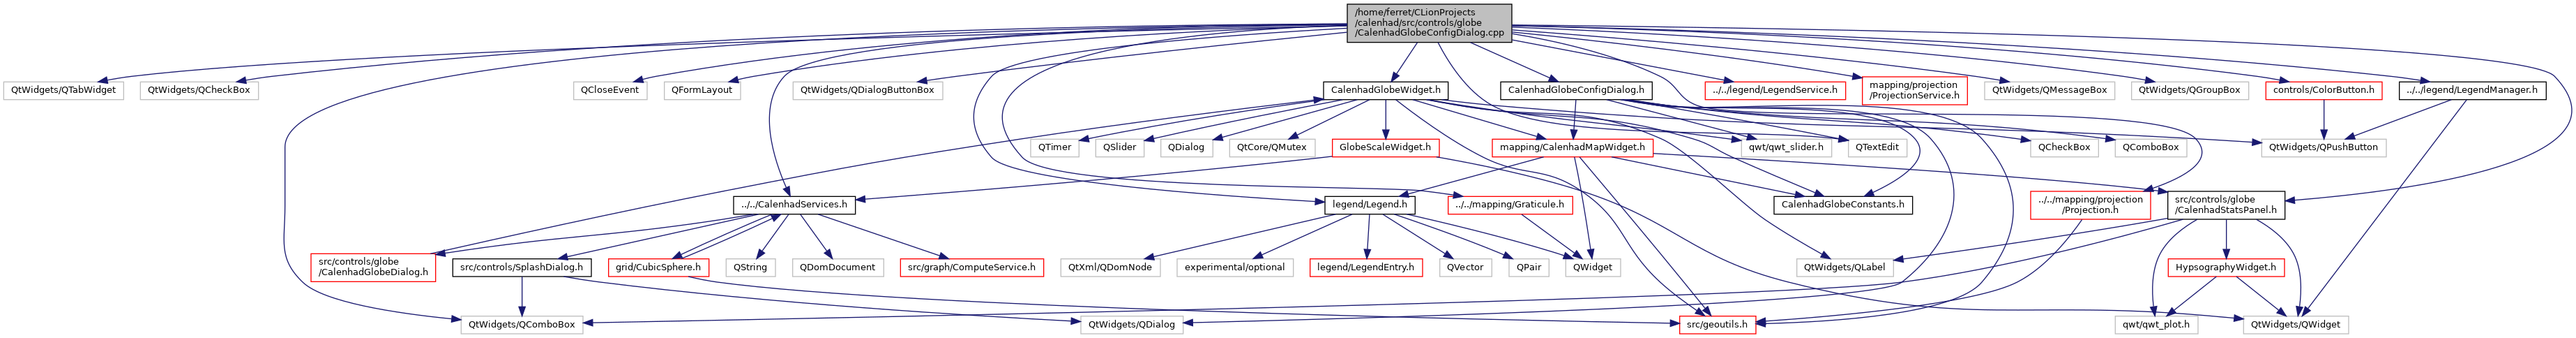 /home/ferret/CLionProjects
/calenhad/src/controls/globe
/CalenhadGlobeConfigDialog.cpp
QtWidgets/QTabWidget
QtWidgets/QCheckBox
QCloseEvent
QFormLayout
QtWidgets/QDialogButtonBox
CalenhadGlobeWidget.h
CalenhadGlobeConfigDialog.h
../../legend/LegendService.h
mapping/projection
/ProjectionService.h
QtWidgets/QMessageBox
QtWidgets/QGroupBox
controls/ColorButton.h
../../legend/LegendManager.h
QTimer
QSlider
QDialog
QtCore/QMutex
GlobeScaleWidget.h
mapping/CalenhadMapWidget.h
qwt/qwt_slider.h
QTextEdit
QCheckBox
QComboBox
QtWidgets/QPushButton
../../CalenhadServices.h
legend/Legend.h
../../mapping/Graticule.h
CalenhadGlobeConstants.h
../../mapping/projection
/Projection.h
src/controls/globe
/CalenhadStatsPanel.h
src/controls/globe
/CalenhadGlobeDialog.h
src/controls/SplashDialog.h
grid/CubicSphere.h
QString
QDomDocument
src/graph/ComputeService.h
QtXml/QDomNode
experimental/optional
legend/LegendEntry.h
QVector
QPair
QWidget
QtWidgets/QLabel
HypsographyWidget.h
QtWidgets/QComboBox
QtWidgets/QDialog
src/geoutils.h
qwt/qwt_plot.h
QtWidgets/QWidget